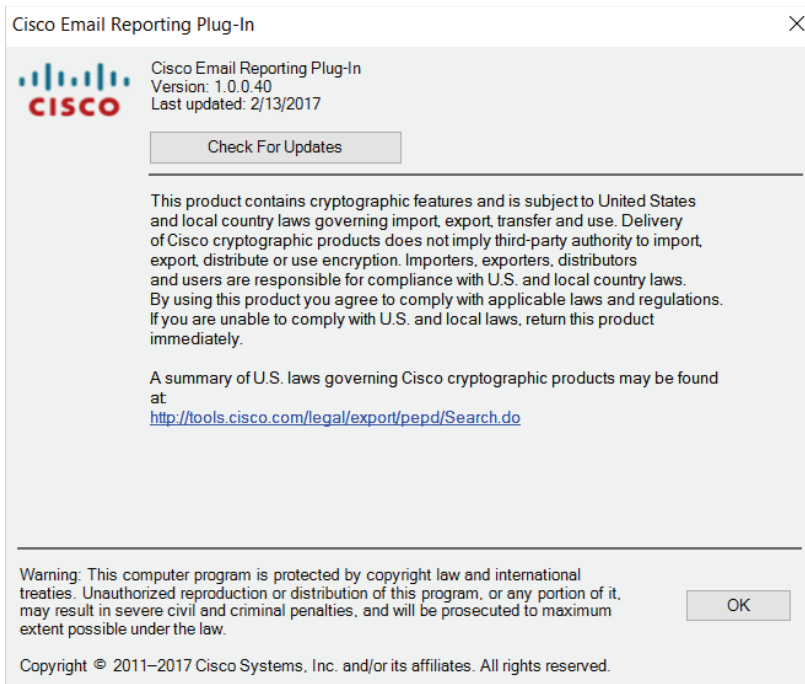 Cisco Email Reporting Plug-In
CISCO
Cisco Email Reporting Plug-In
Version: 1.0.0.40
Last updated: 2/13/2017
Check For Updates
This product contains cryptographic features and is subject to United States
and local country laws governing import, export, transfer and use. Delivery
of Cisco cryptographic products does not imply third-party authority to import,
export, distribute or use encryption. Importers, exporters, distributors
and users are responsible for compliance with U.S. and local country laws.
By using this product you agree to comply with applicable laws and regulations.
If you are unable to comply with U.S. and local laws, return this product
immediately.
A summary of U.S. laws governing Cisco cryptographic products may be found
at:
http://tools.cisco.com/legal/export/pepd/Search.do
Warning: This computer program is protected by copyright law and international
treaties. Unauthorized reproduction or distribution of this program, or any portion of it,
may result in severe civil and criminal penalties, and will be prosecuted to maximum
extent possible under the law.
OK
Copyright © 2011–2017 Cisco Systems, Inc. and/or its affiliates. All rights reserved.